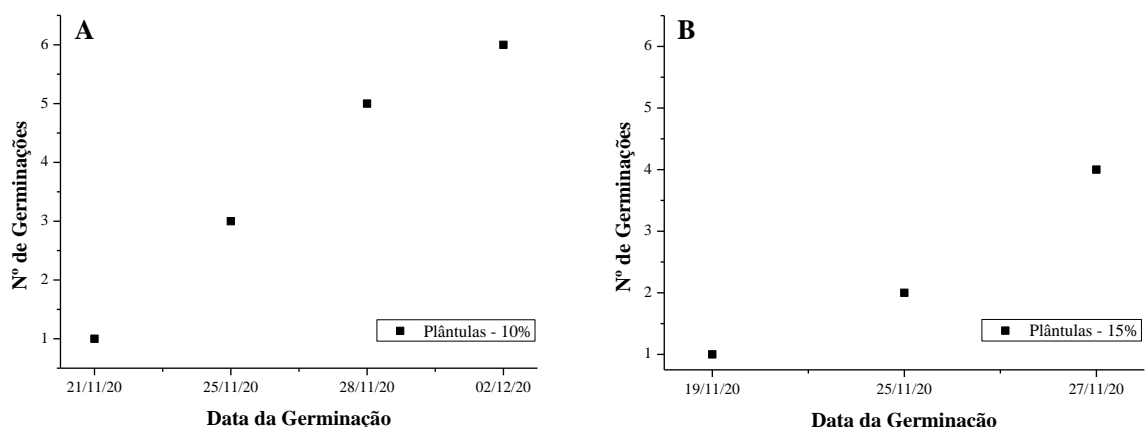 A
Nº de Germinações
6
5
4
3
2
1
Plântulas - 10%
21/11/20 25/11/20 28/11/20 02/12/20
Data da Germinação
B
Nº de Germinações
6
5
4
3
2
1
Plântulas - 15%
19/11/20 25/11/20 27/11/20
Data da Germinação